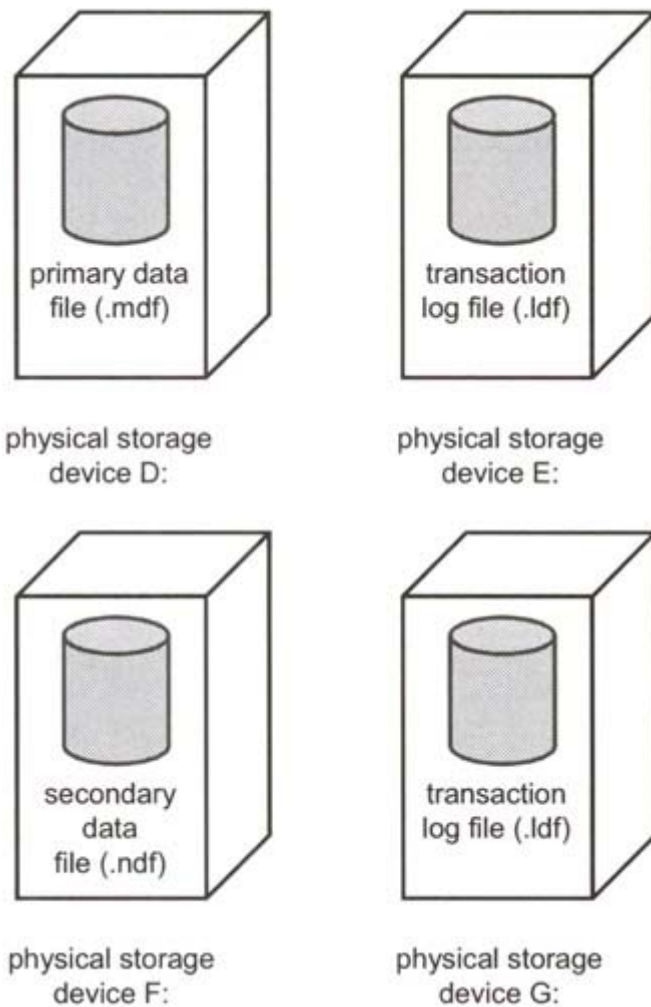 primary data
file (.mdf)
physical storage
device D:
transaction
log file (.ldf)
physical storage
device E:
secondary
data
file (.ndf)
physical storage
device F:
transaction
log file (.ldf)
physical storage
device G: